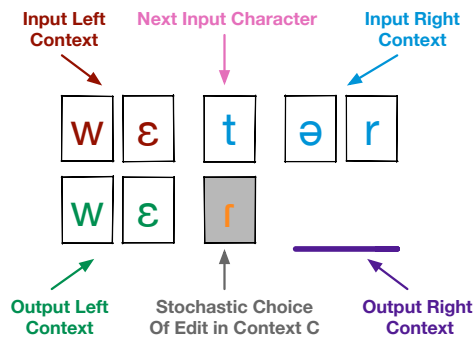 Input Left Context
Next Input Character
Input Right Context
w ɛ t ə r
w ɛ ɾ
Output Left Context
Stochastic Choice Of Edit in Context C
Output Right Context